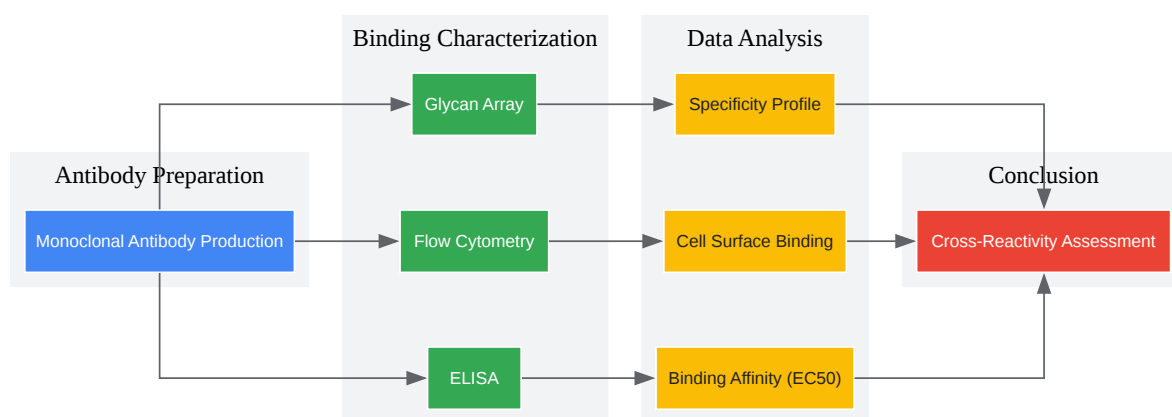 Binding Characterization
Data Analysis
Glycan Array
Specificity Profile
Antibody Preparation
Conclusion
Monoclonal Antibody Production
Flow Cytometry
Cell Surface Binding
Cross-Reactivity Assessment
ELISA
Binding Affinity (EC50)